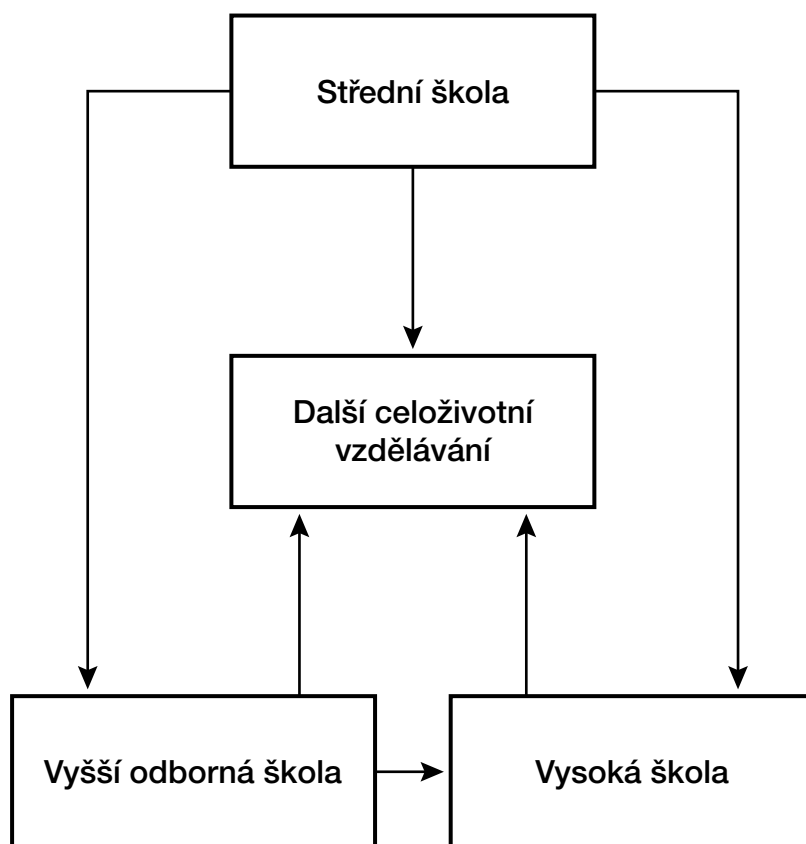 Střední škola
Další celoživotní
vzdělávání
Vyšší odborná škola
Vysoká škola